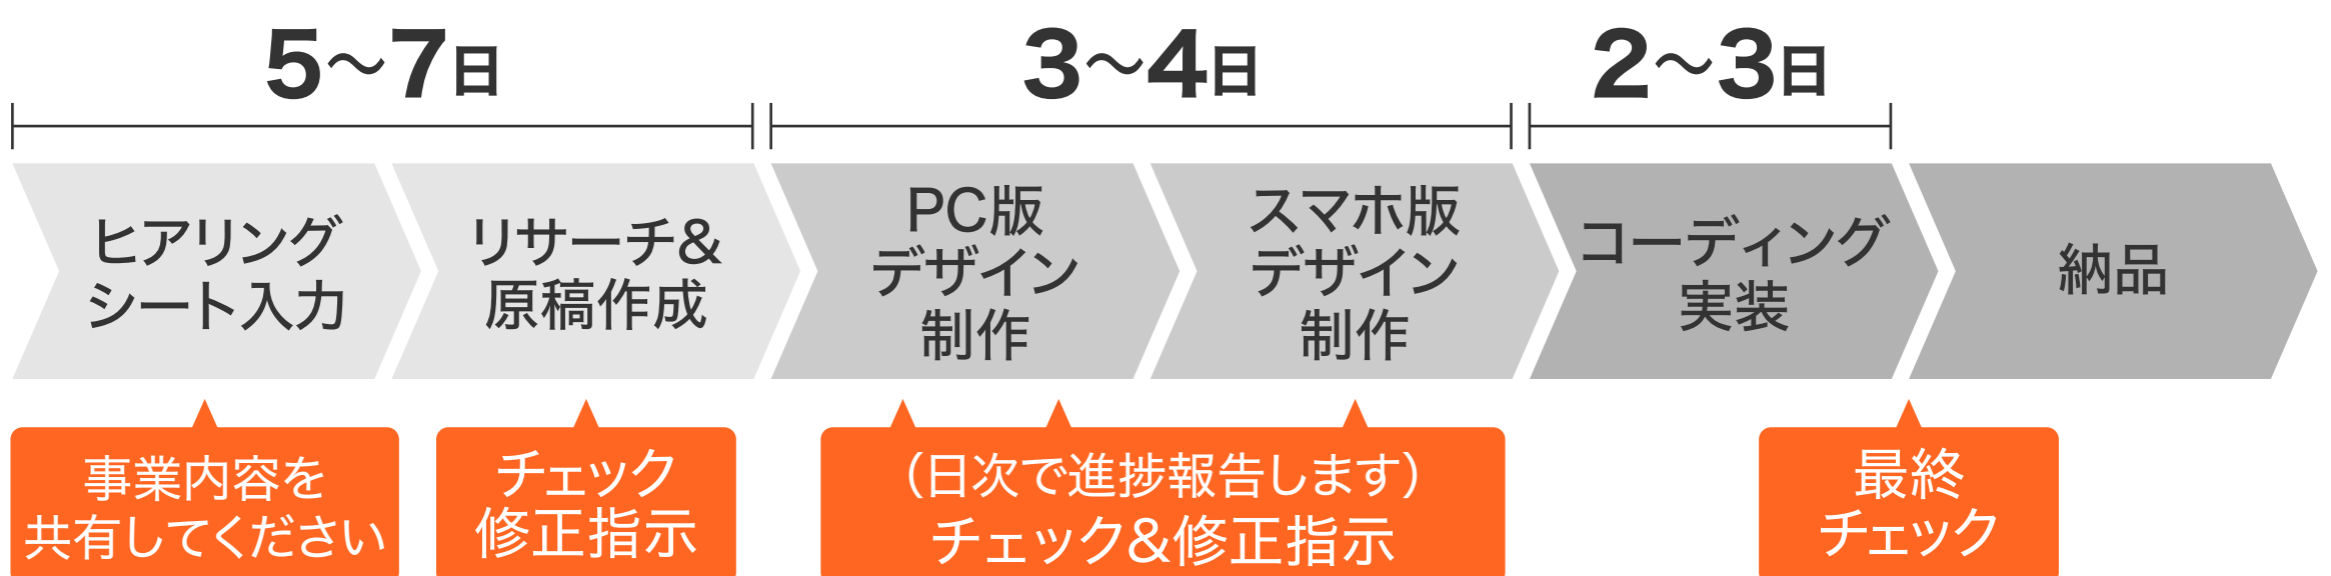 5〜7日
3〜4日
2〜3日
ヒアリング
シート入力
リサーチ&
原稿作成
PC版
デザイン
制作
スマホ版
デザイン
制作
コーディング
実装
納品
事業内容を
共有してください
チェック
修正指示
（日次で進捗報告します）
チェック&修正指示
最終
チェック